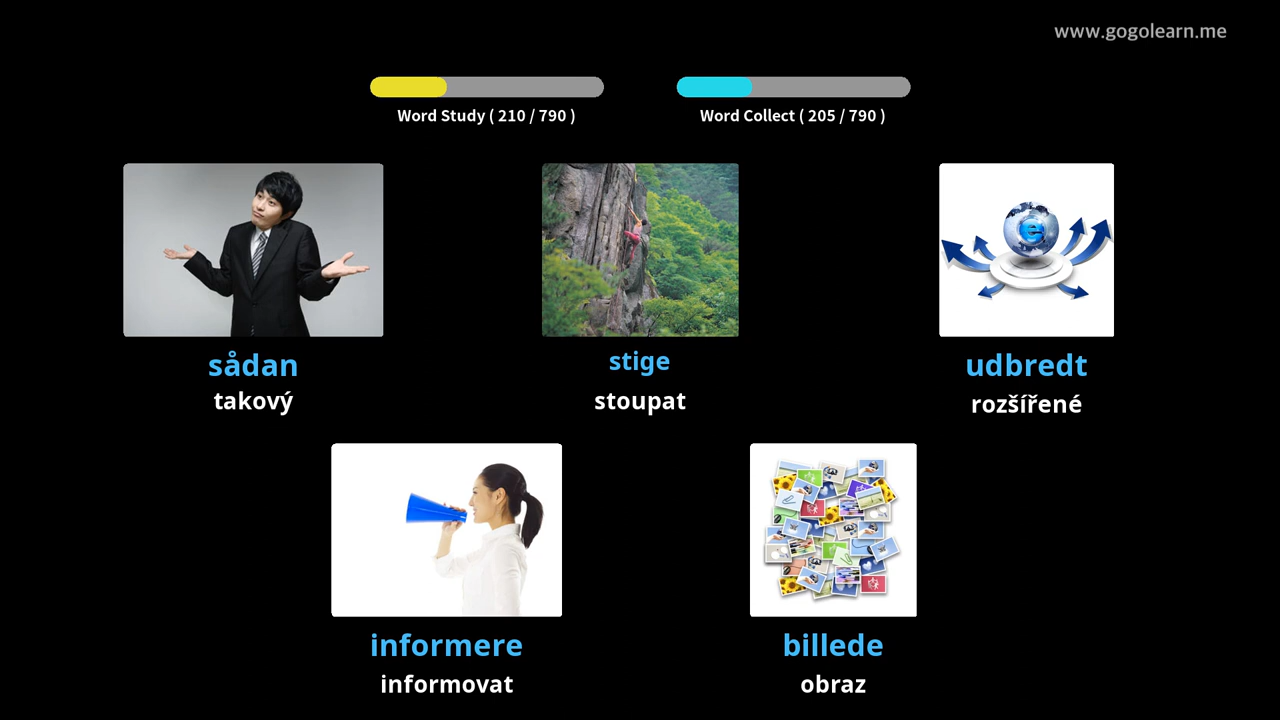 www.gogolearn.me
Word Study ( 210 / 790 )
Word Collect ( 205 / 790 )
sådan
takový
stige
stoupat
udbredt
rozšířené
informere
informovat
billede
obraz